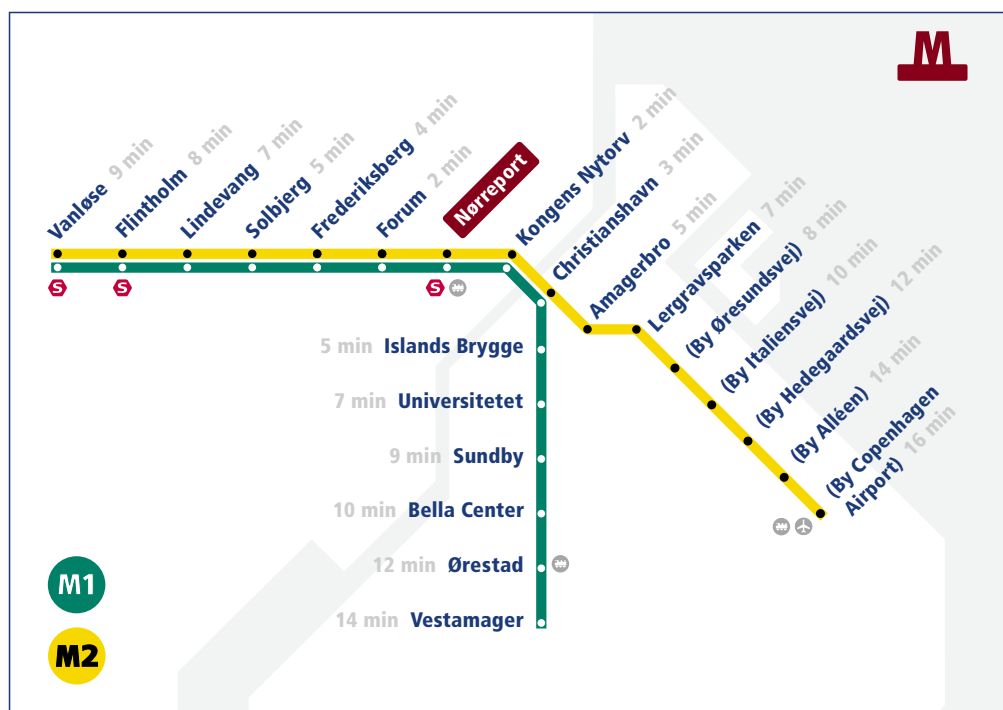 M
Vanløse 9 min
Flintholm 8 min
Lindevang 7 min
Solbjerg 5 min
Frederiksberg 4 min
Forum 2 min
Nørreport
Kongens Nytorv 2 min
Christianshavn 3 min
Amagerbro 5 min
Lergravsparken 7 min
(By Øresundsvej) 8 min
(By Italiensvej) 10 min
(By Hedegaardsvej) 12 min
(By Alléen) 14 min
(By Copenhagen
Airport) 16 min
S
S
S
5 min Islands Brygge
7 min Universitetet
9 min Sundby
10 min Bella Center
12 min Ørestad
14 min Vestamager
M1
M2